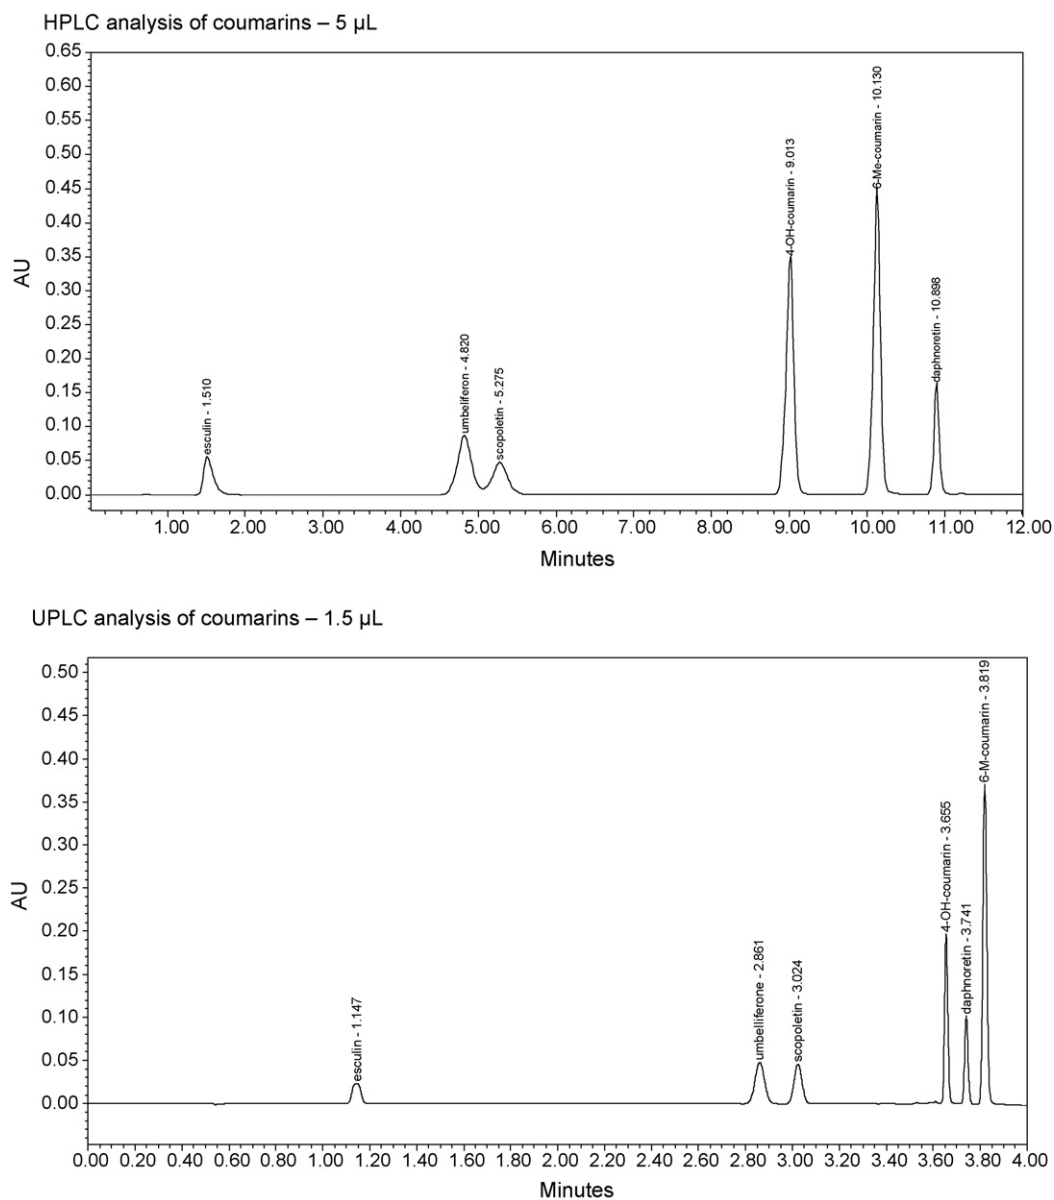 HPLC analysis of coumarins – 5 µL
0.65
0.60
0.55
0.50
0.45
0.40
0.35
0.30
0.25
0.20
0.15
0.10
0.05
0.00
AU
esculin - 1.510
umbeliferon - 4.820
scopoletin - 5.275
4-OH-coumarin - 9.013
6-Me-coumarin - 10.130
daphnoretin - 10.898
1.00 2.00 3.00 4.00 5.00 6.00 7.00 8.00 9.00 10.00 11.00 12.00
Minutes
UPLC analysis of coumarins – 1.5 µL
0.50
0.45
0.40
0.35
0.30
0.25
0.20
0.15
0.10
0.05
0.00
AU
esculin - 1.147
umbelliferone - 2.861
scopoletin - 3.024
4-OH-coumarin - 3.655
daphnoretin - 3.741
6-M-coumarin - 3.819
0.00 0.20 0.40 0.60 0.80 1.00 1.20 1.40 1.60 1.80 2.00 2.20 2.40 2.60 2.80 3.00 3.20 3.40 3.60 3.80 4.00
Minutes